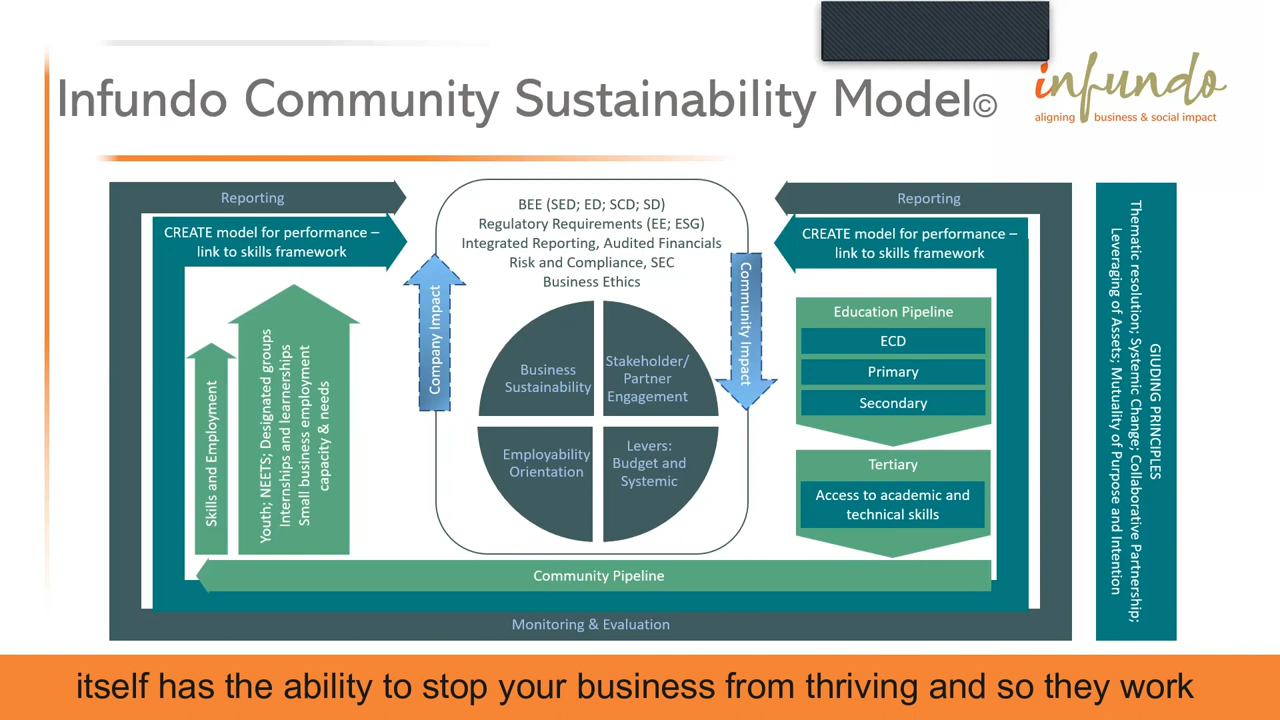 Infundo Community Sustainability Model©
infundo
aligning business & social impact
Reporting
CREATE model for performance –
link to skills framework
Skills and Employment
Youth; NEETS; Designated groups
Internships and learnerships
Small business employment
capacity & needs
Company Impact
BEE (SED; ED; SCD; SD)
Regulatory Requirements (EE; ESG)
Integrated Reporting, Audited Financials
Risk and Compliance, SEC
Business Ethics
Business
Sustainability
Stakeholder/
Partner
Engagement
Employability
Orientation
Levers:
Budget and
Systemic
Community Impact
Reporting
CREATE model for performance –
link to skills framework
Education Pipeline
ECD
Primary
Secondary
Tertiary
Access to academic and
technical skills
Community Pipeline
Monitoring & Evaluation
GIUDING PRINCIPLES
Thematic resolution; Systemic Change; Collaborative Partnership;
Leveraging of Assets; Mutuality of Purpose and Intention
itself has the ability to stop your business from thriving and so they work